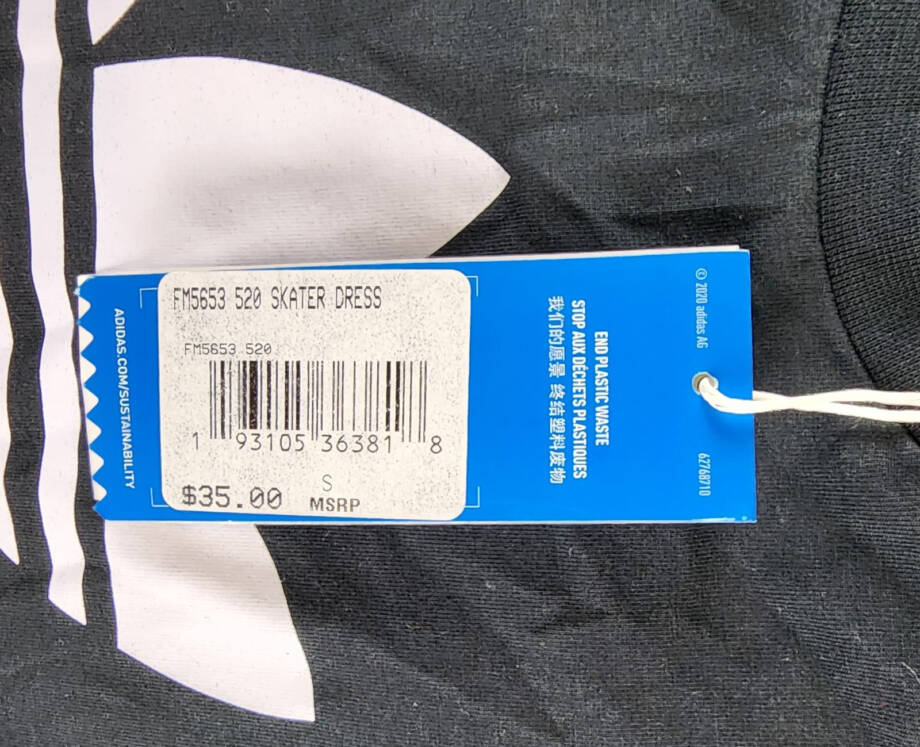 FM5653 520 SKATER DRESS
FM5653 520
1 93105 36381 8
S
$35.00
MSRP
ADIDAS.COM/SUSTAINABILITY
END PLASTIC WASTE
STOP AUX DÉCHETS PLASTIQUES
我们的愿景 终结塑料废物
© 2020 adidas AG
62768710